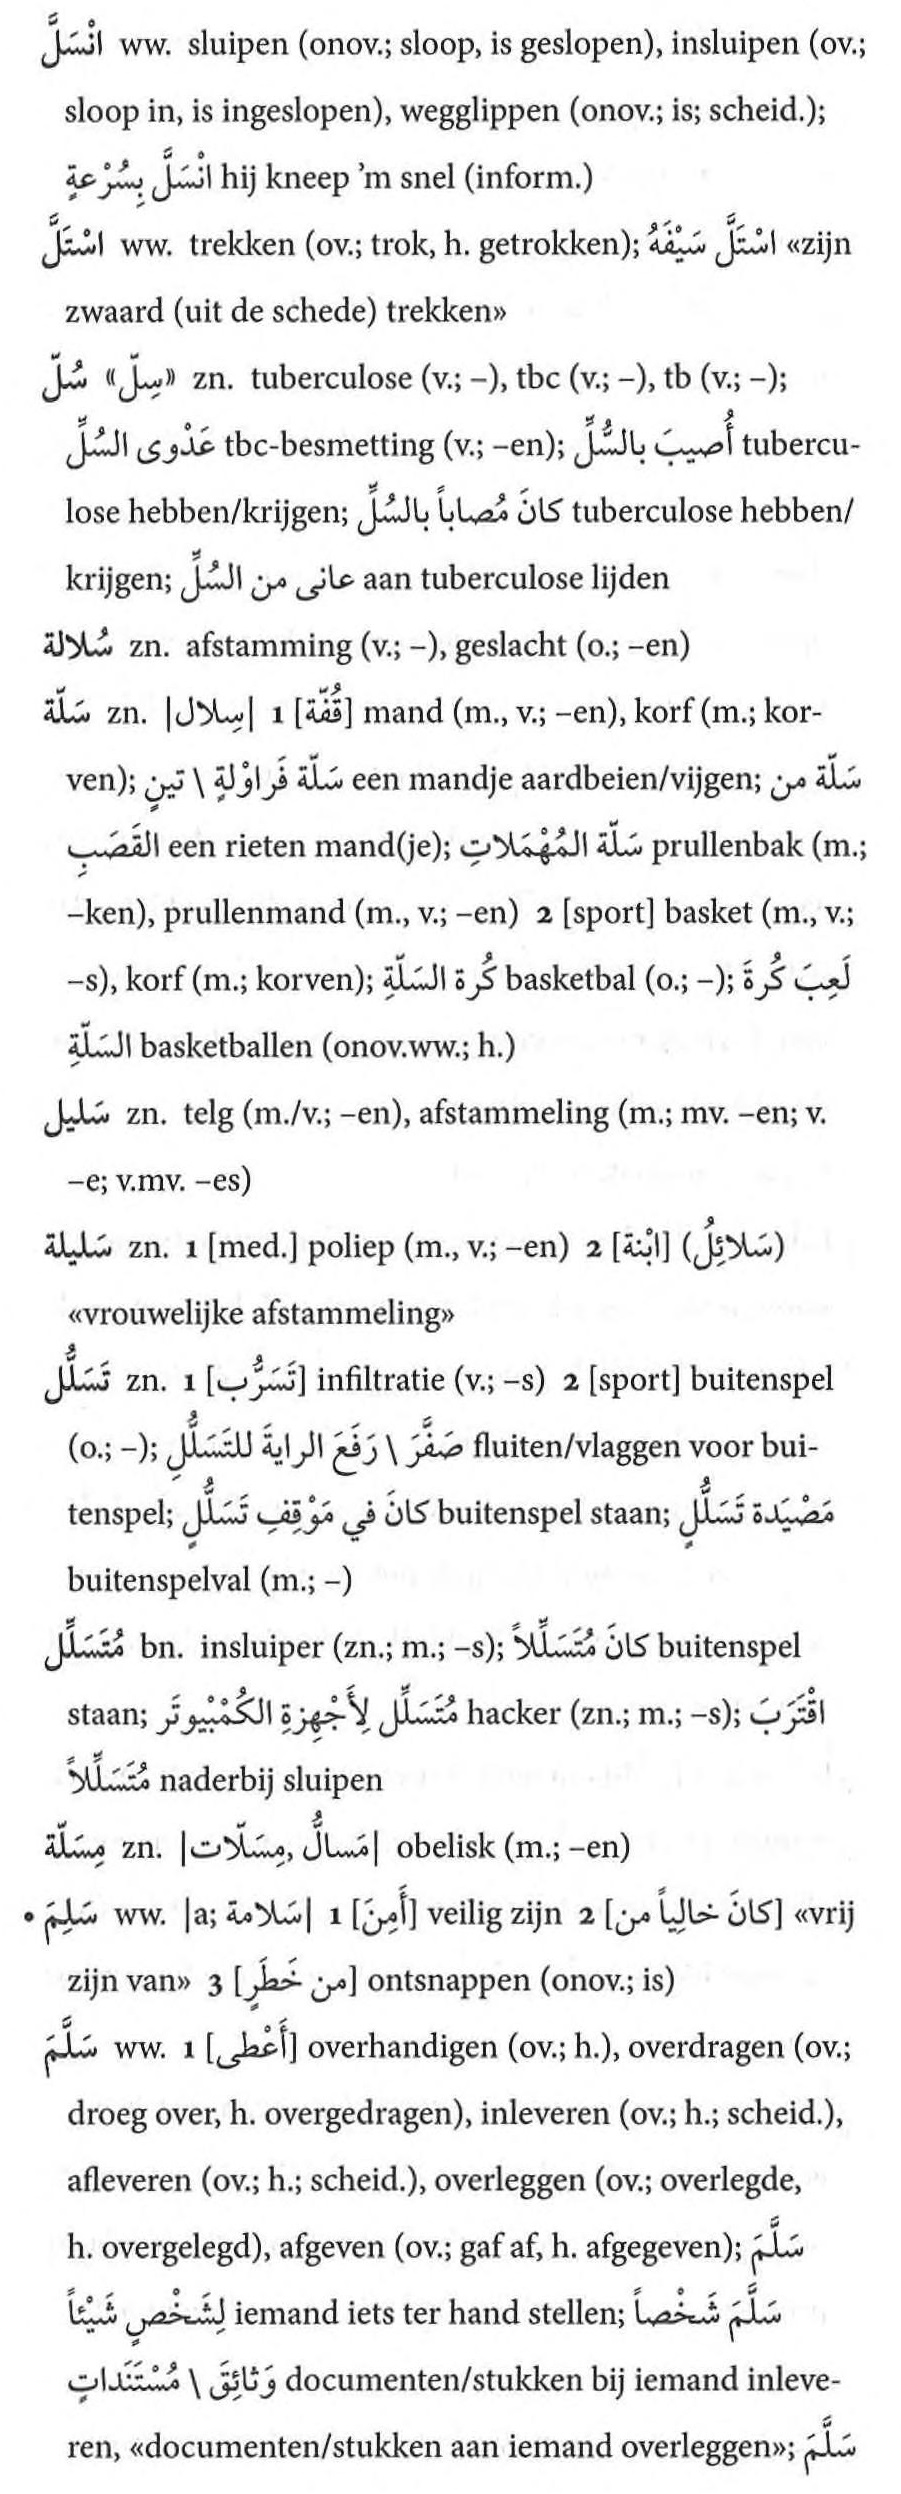 انْسَلَّ ww. sluipen (onov.; sloop, is geslopen), insluipen (ov.;
sloop in, is ingeslopen), wegglippen (onov.; is; scheid.);
انْسَلَّ بِسُرْعةٍ hij kneep ’m snel (inform.)
اسْتَلَّ ww. trekken (ov.; trok, h. getrokken); اسْتَلَّ سَيْفَهُ «zijn
zwaard (uit de schede) trekken»
سُلّ «سِلّ» zn. tuberculose (v.; –), tbc (v.; –), tb (v.; –);
عَدْوى السُلِّ tbc-besmetting (v.; –en); أُصيبَ بالسُّلِّ tubercu-
lose hebben/krijgen; كانَ مُصاباً بالسُلِّ tuberculose hebben/
krijgen; عانى من السُلِّ aan tuberculose lijden
سُلالة zn. afstamming (v.; –), geslacht (o.; –en)
سَلّة zn. |سِلال| 1 [قُفّة] mand (m., v.; –en), korf (m.; kor-
ven); سَلّة فَراوْلةٍ \ تينٍ een mandje aardbeien/vijgen; سَلّة من
القَصَبِ een rieten mand(je); سَلّة المُهْمَلاتِ prullenbak (m.;
–ken), prullenmand (m., v.; –en) 2 [sport] basket (m., v.;
–s), korf (m.; korven); كُرة السَلّةِ basketbal (o.; –); لَعِبَ كُرةَ
السَلّةِ basketballen (onov.ww.; h.)
سَليل zn. telg (m./v.; –en), afstammeling (m.; mv. –en; v.
–e; v.mv. –es)
سَليلة zn. 1 [med.] poliep (m., v.; –en) 2 [ابْنة] (سَلائِلُ)
«vrouwelijke afstammeling»
تَسَلُّل zn. 1 [تَسَرُّب] infiltratie (v.; –s) 2 [sport] buitenspel
(o.; –); صَفَّرَ \ رَفَعَ الرايةَ للتَسَلُّلِ fluiten/vlaggen voor bui-
tenspel; كانَ في مَوْقِفِ تَسَلُّلٍ buitenspel staan; مَصْيَدة تَسَلُّلٍ
buitenspelval (m.; –)
مُتَسَلِّل bn. insluiper (zn.; m.; –s); كانَ مُتَسَلِّلاً buitenspel
staan; مُتَسَلِّل لِأَجْهِزةِ الكُمْبْيوتَر hacker (zn.; m.; –s); اقْتَرَبَ
مُتَسَلِّلاً naderbij sluipen
مِسَلّة zn. |مَسالُّ, مِسَلّات| obelisk (m.; –en)
• سَلِمَ ww. |a; سَلامة| 1 [أَمِنَ] veilig zijn 2 [كانَ خالِياً من] «vrij
zijn van» 3 [من خَطَرٍ] ontsnappen (onov.; is)
سَلَّمَ ww. 1 [أَعْطى] overhandigen (ov.; h.), overdragen (ov.;
droeg over, h. overgedragen), inleveren (ov.; h.; scheid.),
afleveren (ov.; h.; scheid.), overleggen (ov.; overlegde,
h. overgelegd), afgeven (ov.; gaf af, h. afgegeven); سَلَّمَ
لِشَخْصٍ شَيْئاً iemand iets ter hand stellen; سَلَّمَ شَخْصاً
وَثائِقَ \ مُسْتَنَداتٍ documenten/stukken bij iemand inleve-
ren, «documenten/stukken aan iemand overleggen»; سَلَّمَ